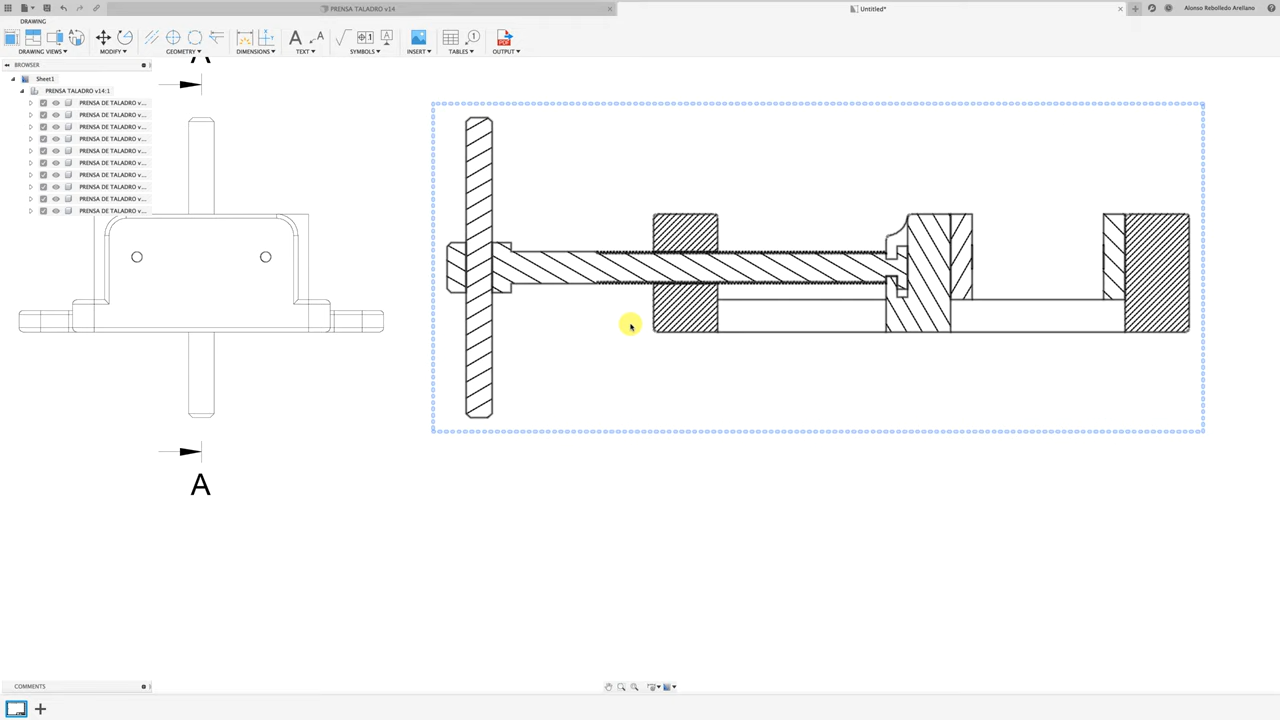 PRENSA TALADRO v14
Untitled*
Alonso Rebolledo Arellano
DRAWING
DRAWING VIEWS▾
MODIFY▾
GEOMETRY▾
DIMENSIONS▾
TEXT▾
SYMBOLS▾
INSERT▾
TABLES▾
OUTPUT▾
BROWSER
Sheet1
PRENSA TALADRO v14:1
PRENSA DE TALADRO v...
PRENSA DE TALADRO v...
PRENSA DE TALADRO v...
PRENSA DE TALADRO v...
PRENSA DE TALADRO v...
PRENSA DE TALADRO v...
PRENSA DE TALADRO v...
PRENSA DE TALADRO v...
PRENSA DE TALADRO v...
PRENSA DE TALADRO v...
A
A
COMMENTS